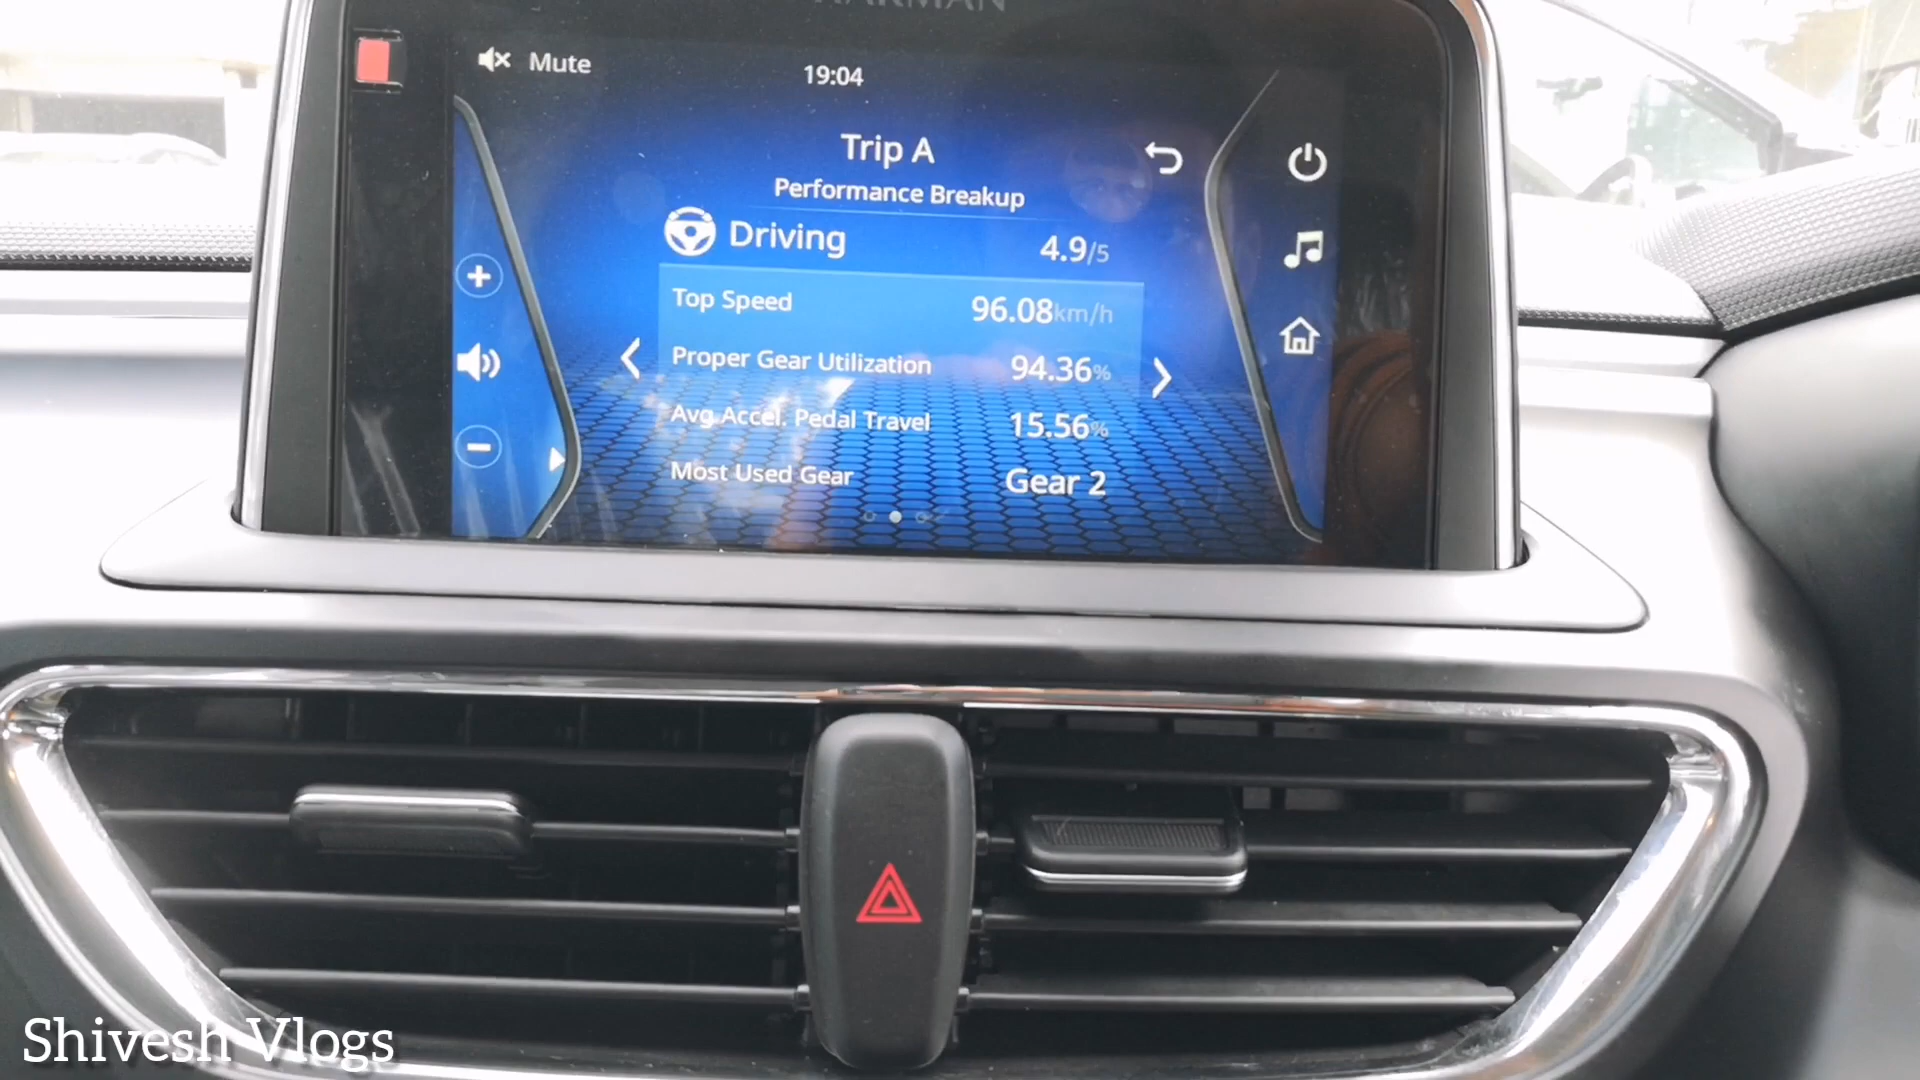 HARMAN
Mute
19:04
Trip A
Performance Breakup
Driving 4.9/5
Top Speed 96.08km/h
Proper Gear Utilization 94.36%
Avg Accel. Pedal Travel 15.56%
Most Used Gear Gear 2
Shivesh Vlogs